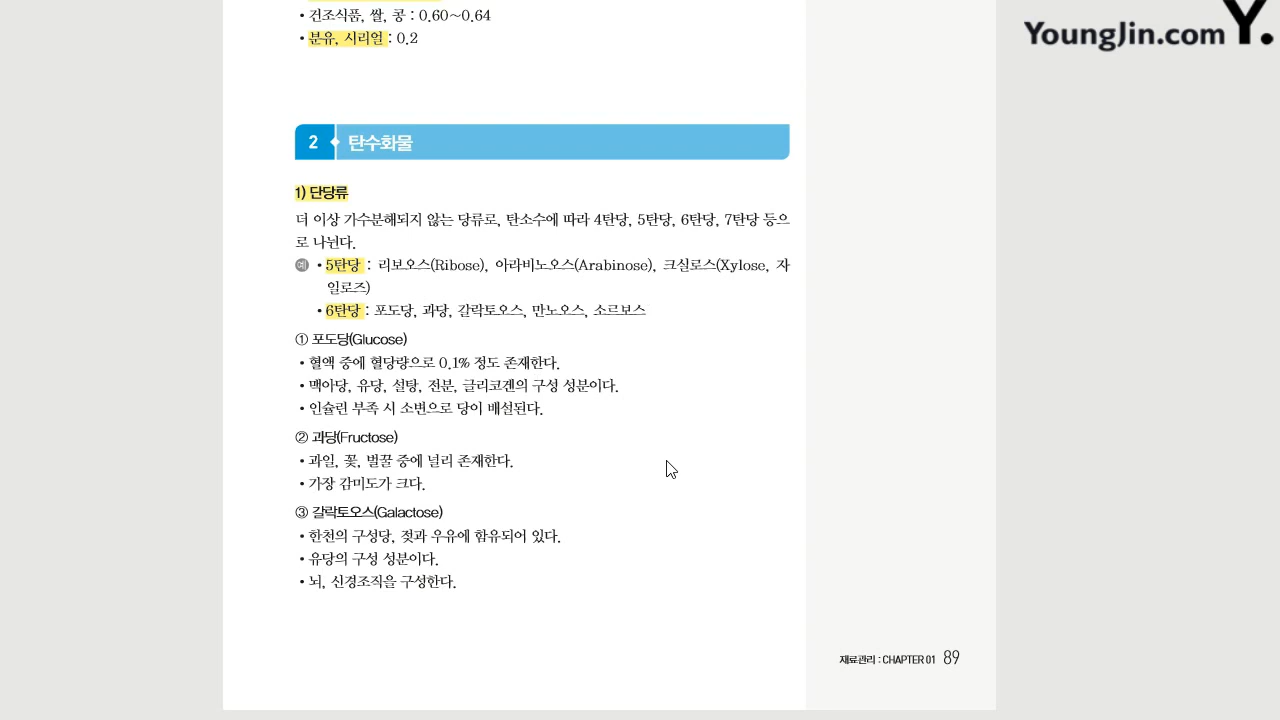 • 건조식품, 쌀, 콩 : 0.60~0.64
• 분유, 시리얼 : 0.2
YoungJin.com Y.
2 탄수화물
1) 단당류
더 이상 가수분해되지 않는 당류로, 탄소수에 따라 4탄당, 5탄당, 6탄당, 7탄당 등으
로 나뉜다.
예 • 5탄당 : 리보오스(Ribose), 아라비노오스(Arabinose), 크실로스(Xylose, 자
일로즈)
• 6탄당 : 포도당, 과당, 갈락토오스, 만노오스, 소르보스
① 포도당(Glucose)
• 혈액 중에 혈당량으로 0.1% 정도 존재한다.
• 맥아당, 유당, 설탕, 전분, 글리코겐의 구성 성분이다.
• 인슐린 부족 시 소변으로 당이 배설된다.
② 과당(Fructose)
• 과일, 꽃, 벌꿀 중에 널리 존재한다.
• 가장 감미도가 크다.
③ 갈락토오스(Galactose)
• 한천의 구성당, 젖과 우유에 함유되어 있다.
• 유당의 구성 성분이다.
• 뇌, 신경조직을 구성한다.
재료관리 : CHAPTER 01 89